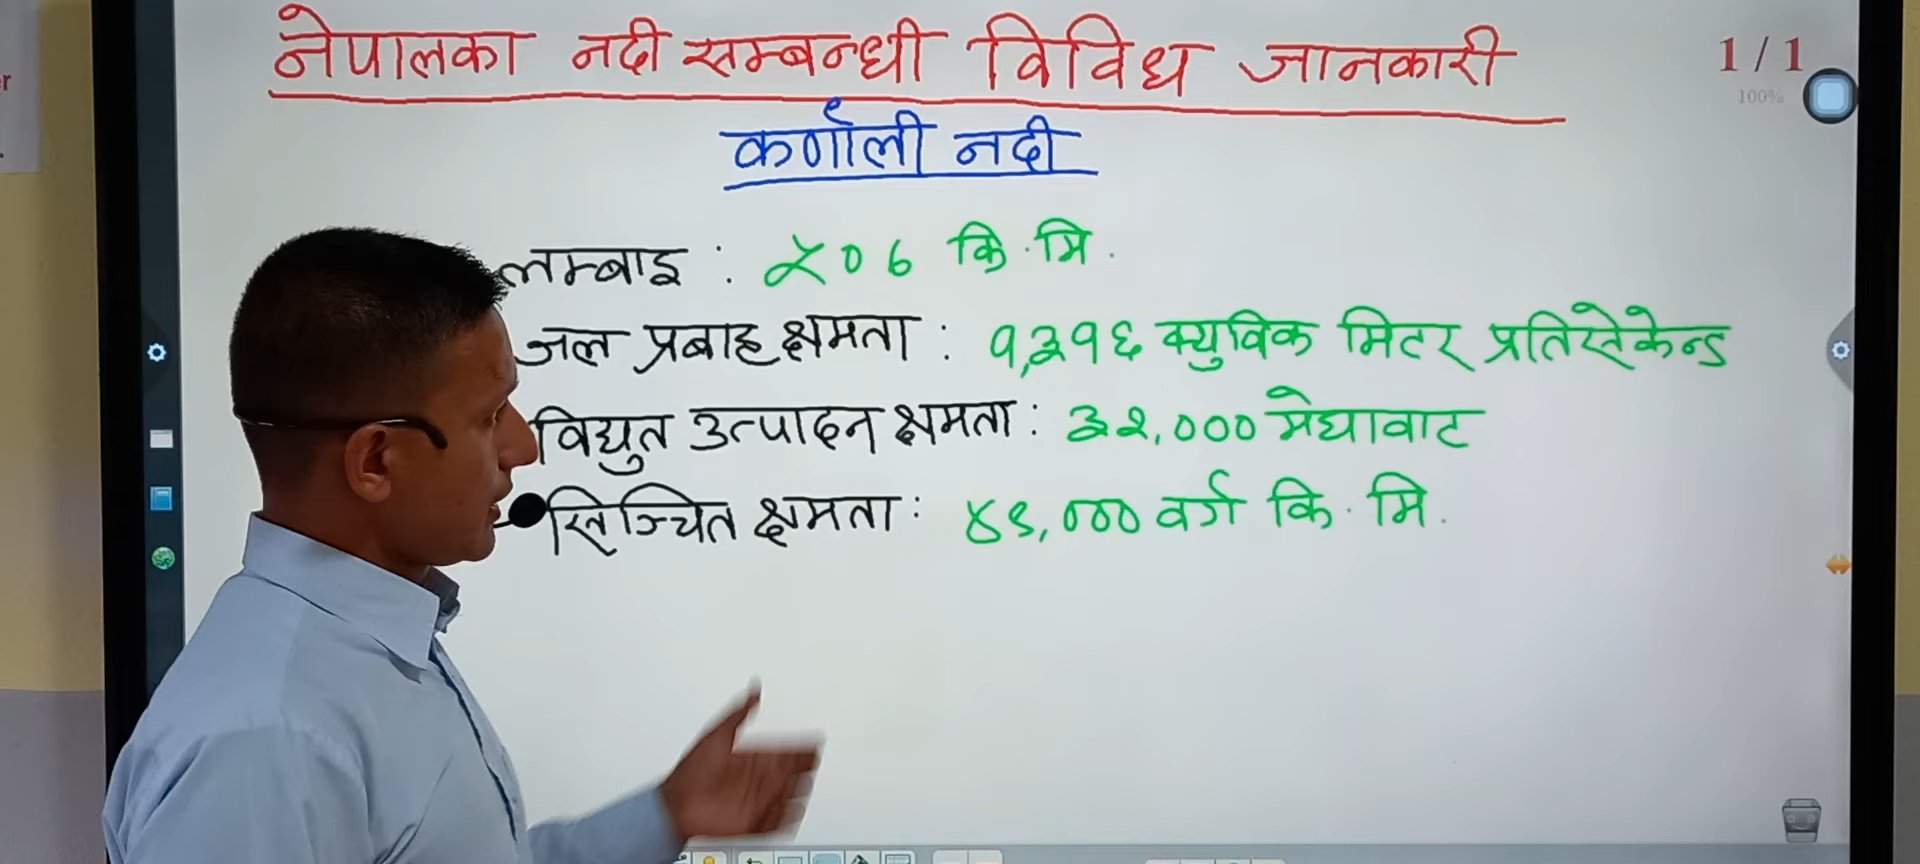 नेपालका नदी सम्बन्धी विविध जानकारी
1 / 1
100%
कर्णाली नदी
लम्बाइ : ५०७ कि.मि.
जल प्रबाह क्षमता : १,३१६ क्युविक मिटर प्रतिसेकेन्ड
विद्युत उत्पादन क्षमता : ३२,००० मेघावाट
सिञ्चित क्षमता : ४९,००० वर्ग कि.मि.